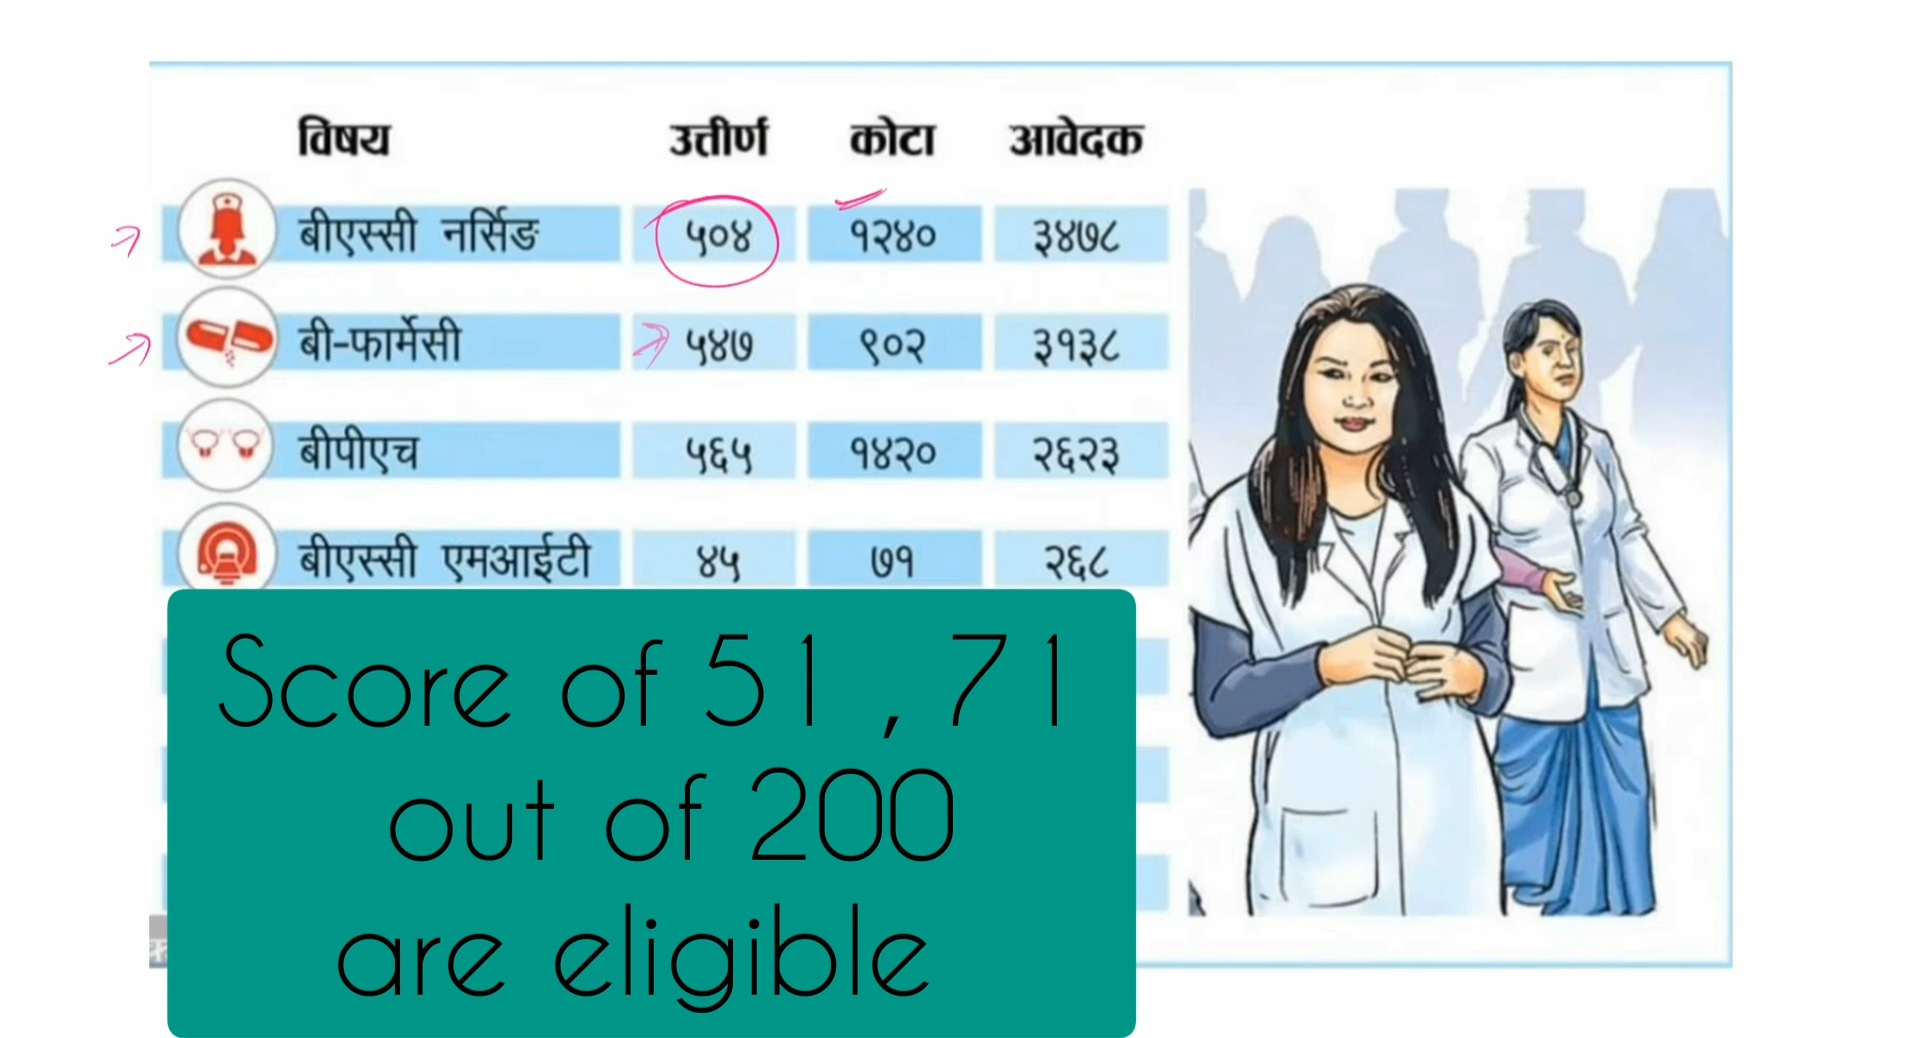 विषय उत्तीर्ण कोटा आवेदक
बीएस्सी नर्सिङ ५०४ १२४० ३४७८
बी-फार्मेसी ५४७ ९०२ ३१३८
बीपीएच ५६५ १४२० २६२३
बीएस्सी एमआईटी ४५ ७१ २६८
Score of 51 , 71
out of 200
are eligible